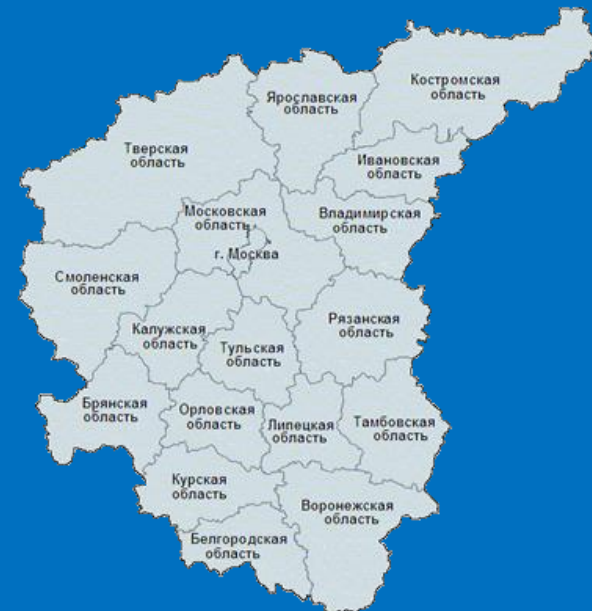 Костромская
область
Ярославская
область
Тверская
область
Ивановская
область
Московская
область
Владимирская
область
г. Москва
Смоленская
область
Калужская
область
Рязанская
область
Тульская
область
Брянская
область
Орловская
область
Липецкая
область
Тамбовская
область
Курская
область
Воронежская
область
Белгородская
область